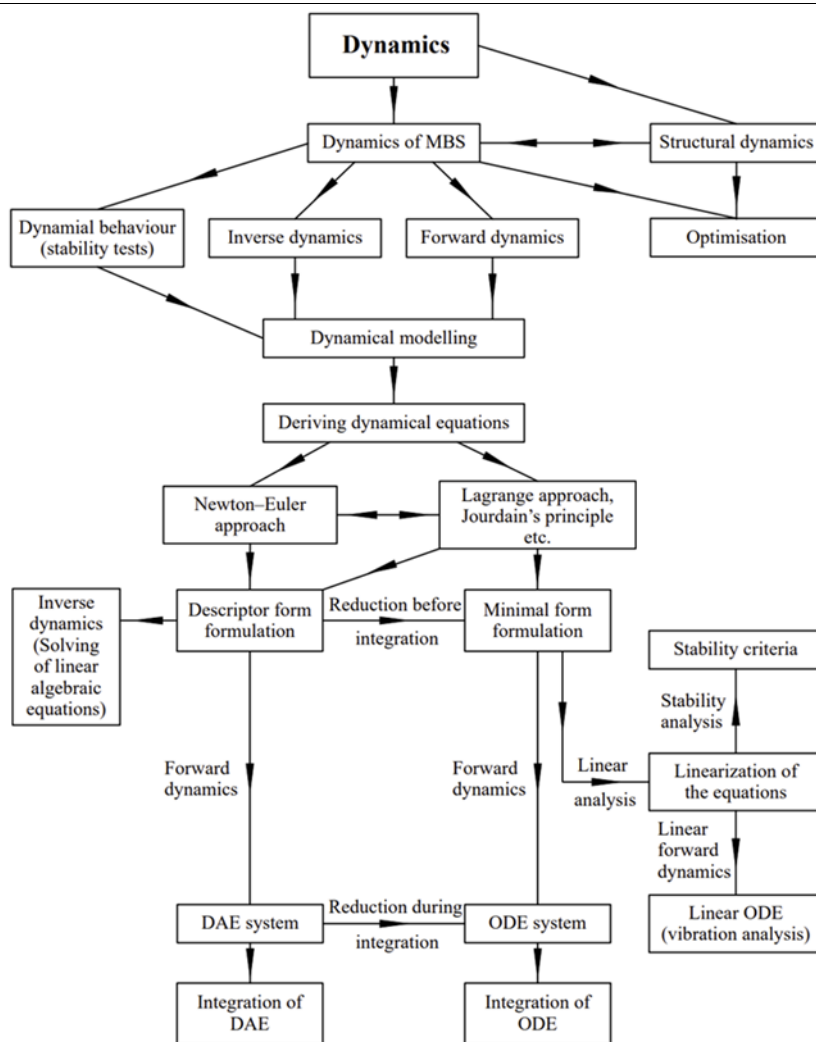 Dynamics
Dynamics of MBS
Structural dynamics
Dynamial behaviour
(stability tests)
Inverse dynamics
Forward dynamics
Optimisation
Dynamical modelling
Deriving dynamical equations
Newton–Euler
approach
Lagrange approach,
Jourdain's principle
etc.
Inverse
dynamics
(Solving
of linear
algebraic
equations)
Descriptor form
formulation
Reduction before
integration
Minimal form
formulation
Stability criteria
Stability
analysis
Forward
dynamics
Forward
dynamics
Linear
analysis
Linearization of
the equations
Linear
forward
dynamics
DAE system
Reduction during
integration
ODE system
Linear ODE
(vibration analysis)
Integration of
DAE
Integration of
ODE